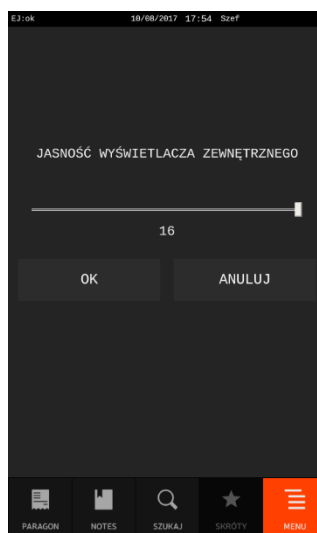 EJ:ok 10/08/2017 17:54 Szef
JASNOŚĆ WYŚWIETLACZA ZEWNĘTRZNEGO
16
OK ANULUJ
PARAGON NOTES SZUKAJ SKRÓTY MENU